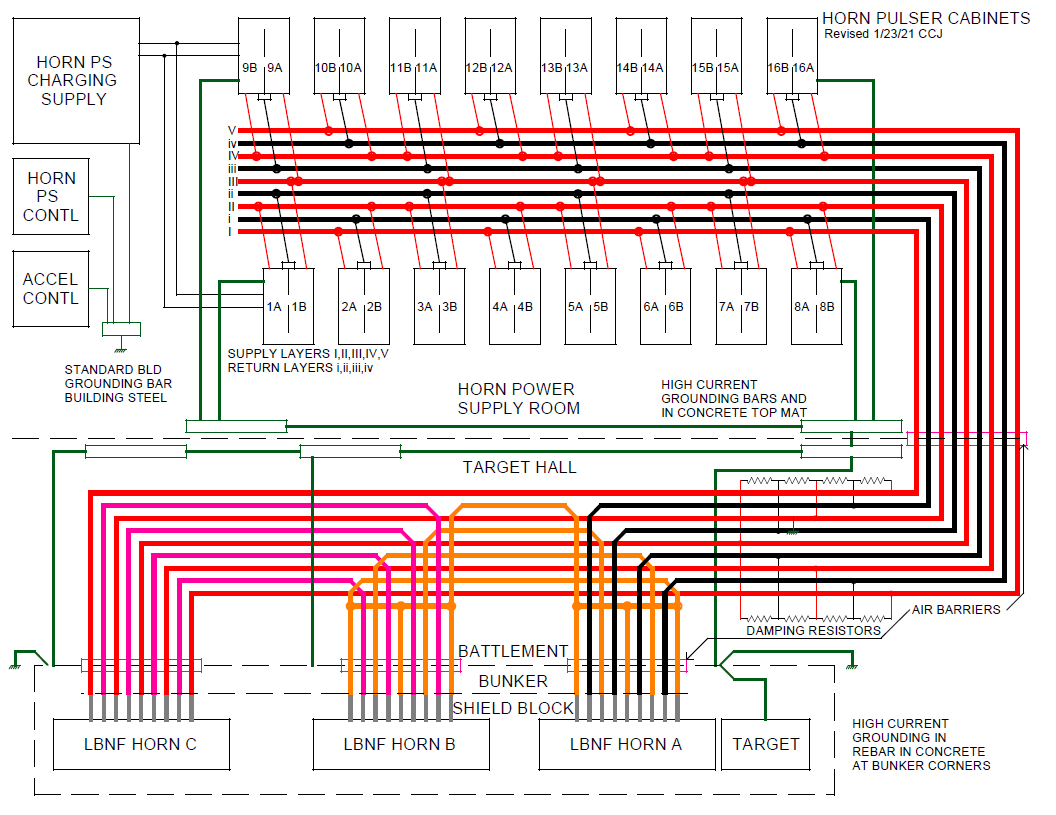 HORN PULSER CABINETS
Revised 1/23/21 CCJ
HORN PS
CHARGING
SUPPLY
9B 9A
10B 10A
11B 11A
12B 12A
13B 13A
14B 14A
15B 15A
16B 16A
V
iv
IV
iii
III
ii
II
i
I
HORN
PS
CONTL
ACCEL
CONTL
1A 1B
2A 2B
3A 3B
4A 4B
5A 5B
6A 6B
7A 7B
8A 8B
SUPPLY LAYERS I,II,III,IV,V
RETURN LAYERS i,ii,iii,iv
STANDARD BLD
GROUNDING BAR
BUILDING STEEL
HORN POWER
SUPPLY ROOM
HIGH CURRENT
GROUNDING BARS AND
IN CONCRETE TOP MAT
TARGET HALL
AIR BARRIERS
DAMPING RESISTORS
BATTLEMENT
BUNKER
SHIELD BLOCK
LBNF HORN C
LBNF HORN B
LBNF HORN A
TARGET
HIGH CURRENT
GROUNDING IN
REBAR IN CONCRETE
AT BUNKER CORNERS